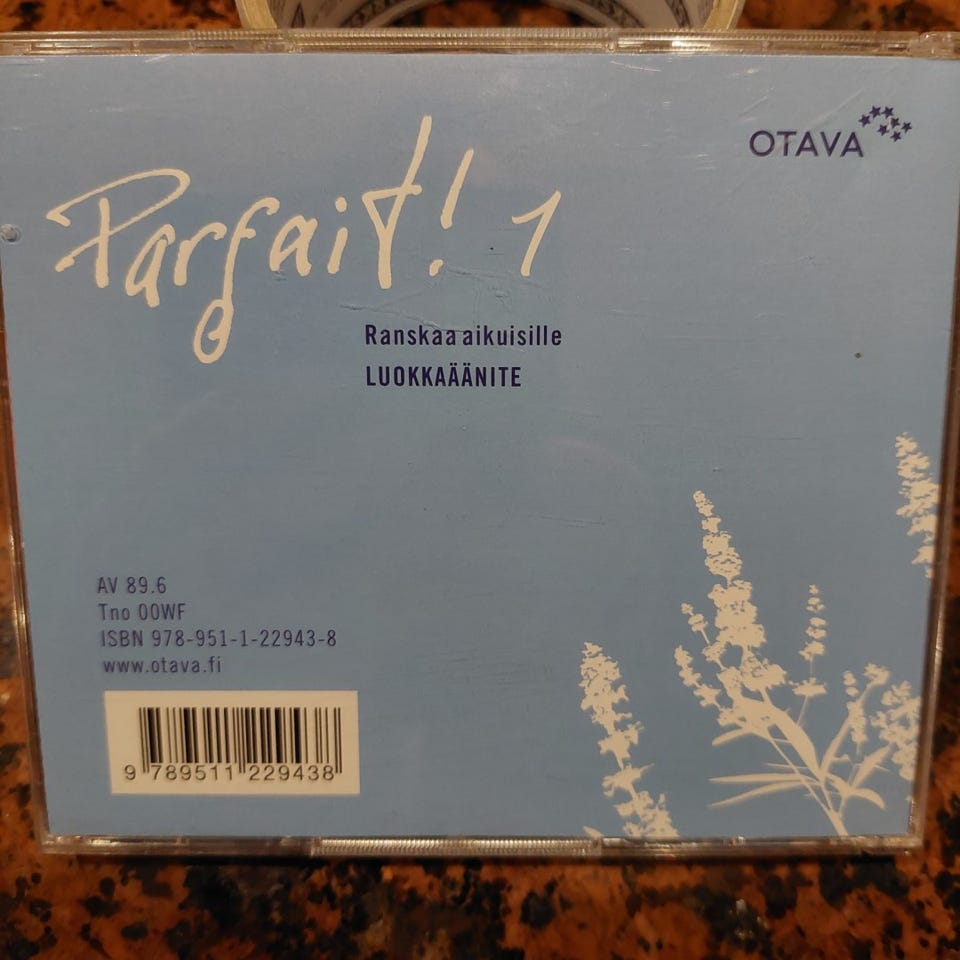 OTAVA
Parfait! 1
Ranskaa aikuisille
LUOKKAÄÄNITE
AV 89.6
Tno 00WF
ISBN 978-951-1-22943-8
www.otava.fi
9 789511 229438